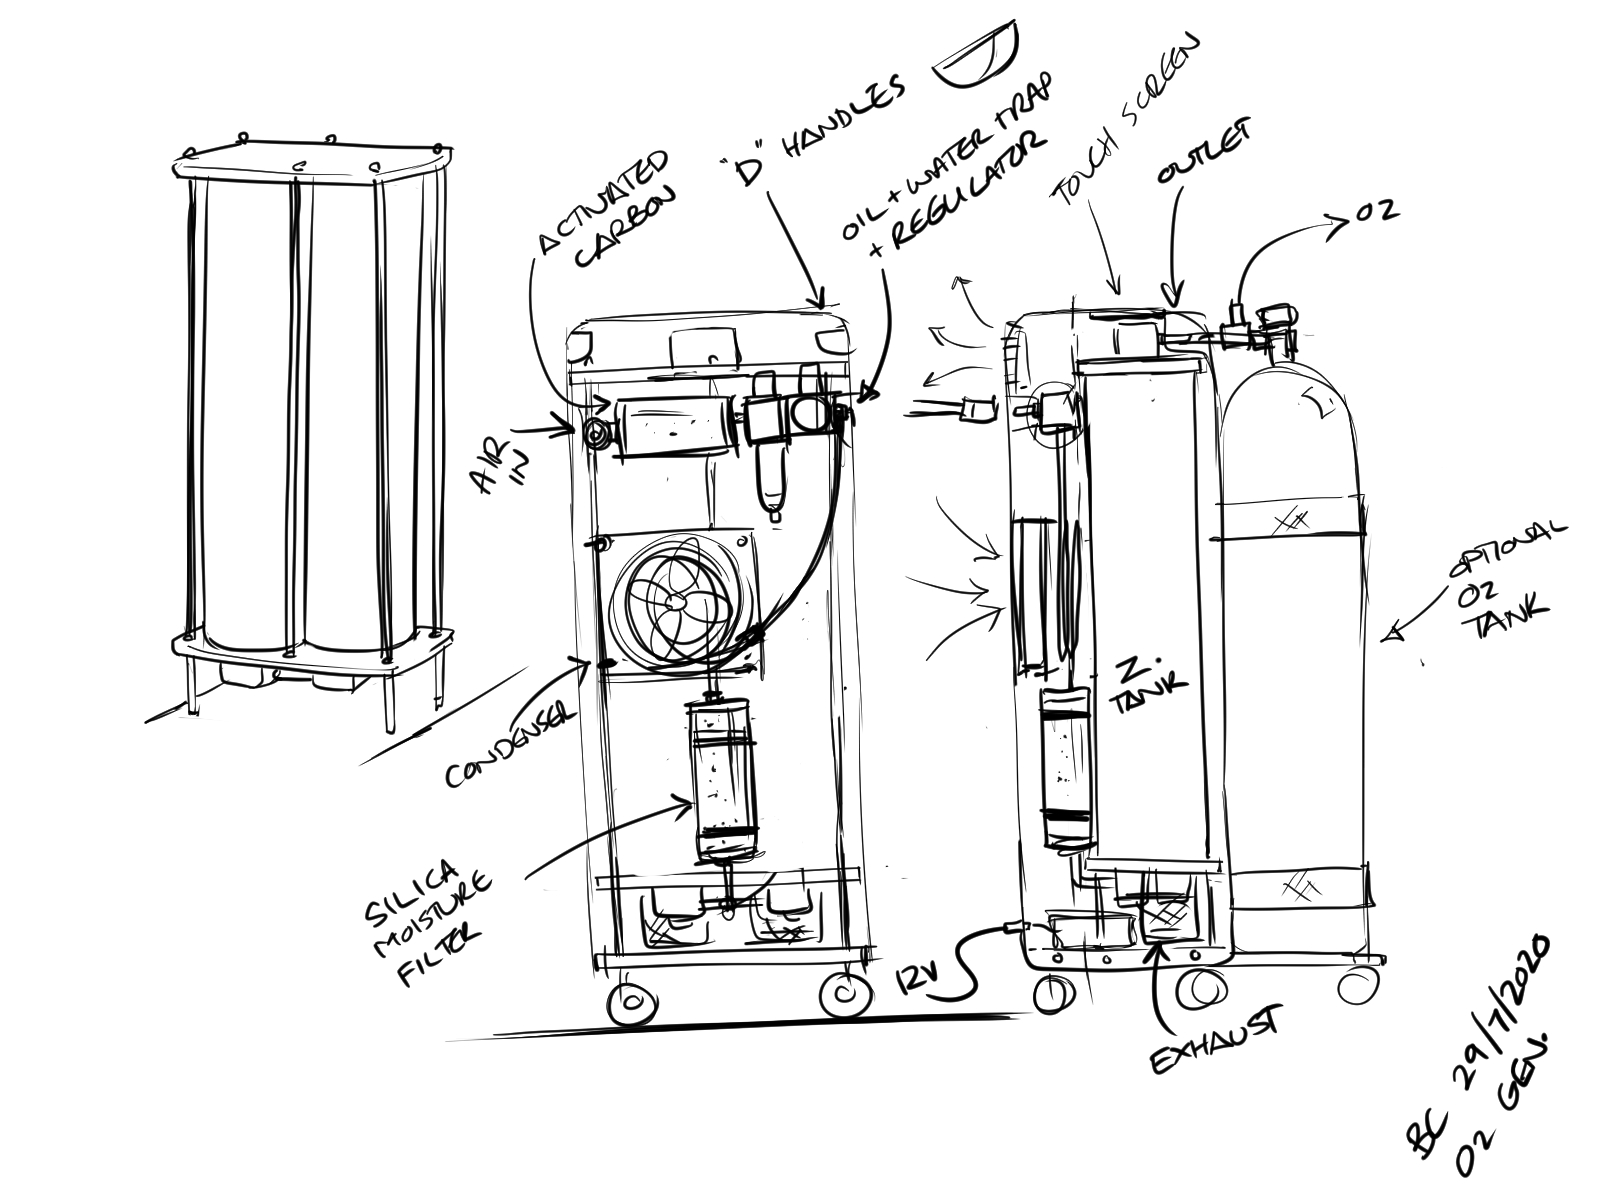 "D" HANDLES
ACTIVATED
CARBON
OIL + WATER TRAP
+ REGULATOR
TOUCH SCREEN
OUTLET
O2
AIR
IN
CONDENSER
SILICA
MOISTURE
FILTER
Z.
TANK
OPTIONAL
O2
TANK
12V
EXHAUST
BC 29/7/2020
O2 GEN.